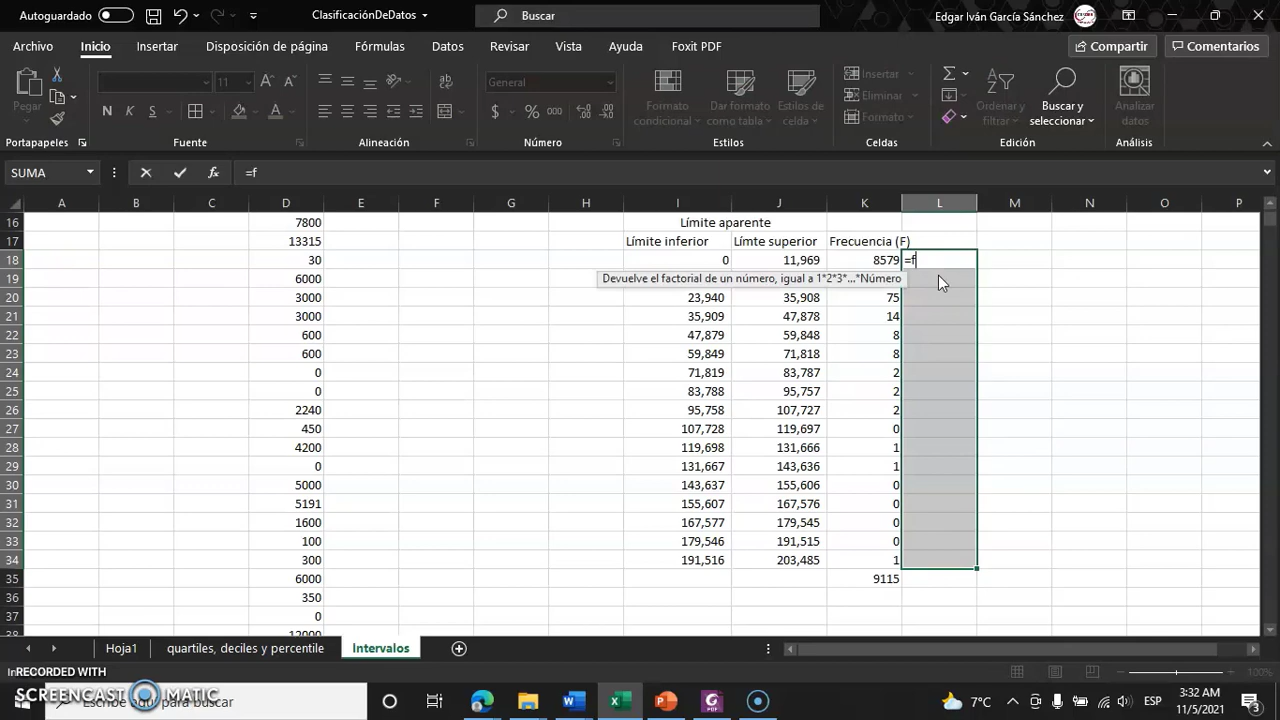 Autoguardado
ClasificaciónDeDatos
Buscar
Edgar Iván García Sánchez
Archivo Inicio Insertar Disposición de página Fórmulas Datos Revisar Vista Ayuda Foxit PDF
Compartir Comentarios
Pegar
11
N K S
A
General
$ % 000
Formato condicional
Dar formato como tabla
Estilos de celda
Insertar
Eliminar
Formato
Ordenar y filtrar
Buscar y seleccionar
Analizar datos
Portapapeles Fuente Alineación Número Estilos Celdas Edición Análisis
SUMA fx =f
A B C D E F G H I J K L M N O P
16 7800 Límite aparente
17 13315 Límite inferior Límte superior Frecuencia (F)
18 30 0 11,969 8579 =f
19 6000 Devuelve el factorial de un número, igual a 1*2*3*...*Número
20 3000 23,940 35,908 75
21 3000 35,909 47,878 14
22 600 47,879 59,848 8
23 600 59,849 71,818 8
24 0 71,819 83,787 2
25 0 83,788 95,757 2
26 2240 95,758 107,727 2
27 450 107,728 119,697 0
28 4200 119,698 131,666 1
29 0 131,667 143,636 1
30 5000 143,637 155,606 0
31 5191 155,607 167,576 0
32 1600 167,577 179,545 0
33 100 179,546 191,515 0
34 300 191,516 203,485 1
35 6000 9115
36 350
37 0
38 12000
Hoja1 quartiles, deciles y percentile Intervalos
RECORDED WITH
100%
SCREENCAST MATIC
Escribe aquí para buscar
7°C
ESP
3:32 AM
11/5/2021
3